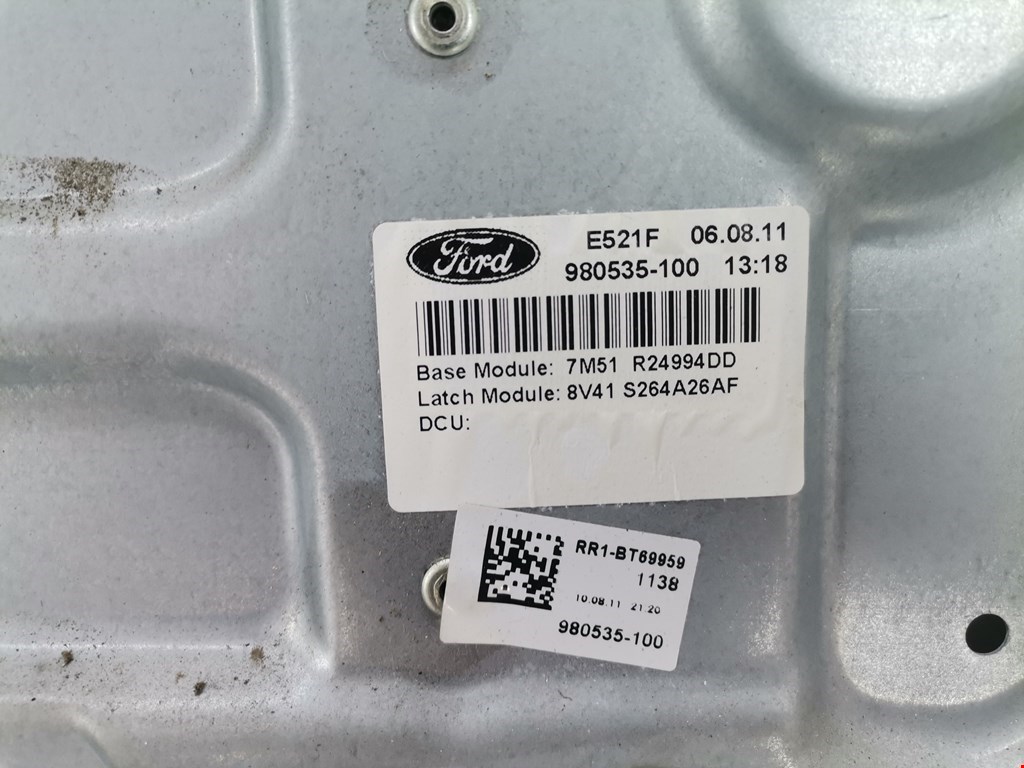 Ford
E521F 06.08.11
980535-100 13:18
Base Module: 7M51 R24994DD
Latch Module: 8V41 S264A26AF
DCU:
RR1-BT69959
1138
10.08.11 21:20
980535-100